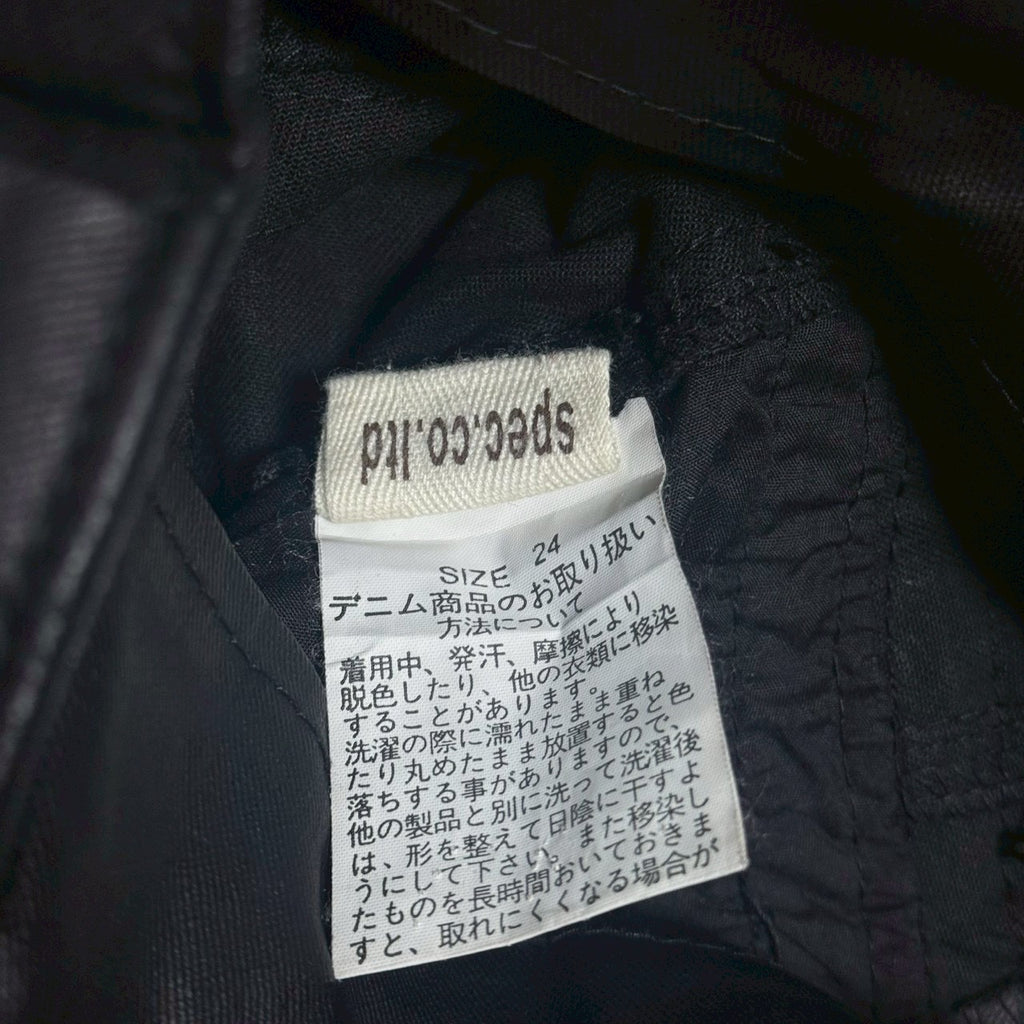 spec.co.ltd
SIZE 24
デニム商品のお取り扱い
方法について
着用中、発汗、摩擦により
脱色したり、他の衣類に移染
することがあります。
洗濯の際に濡れたまま重ね
たり丸めたまま放置すると色
落ちする事がありますので、
他の製品と別に洗って洗濯後
は、形を整えて日陰に干すよ
うにして下さい。また移染し
たものを長時間おいておきま
すと、取れにくくなる場合が